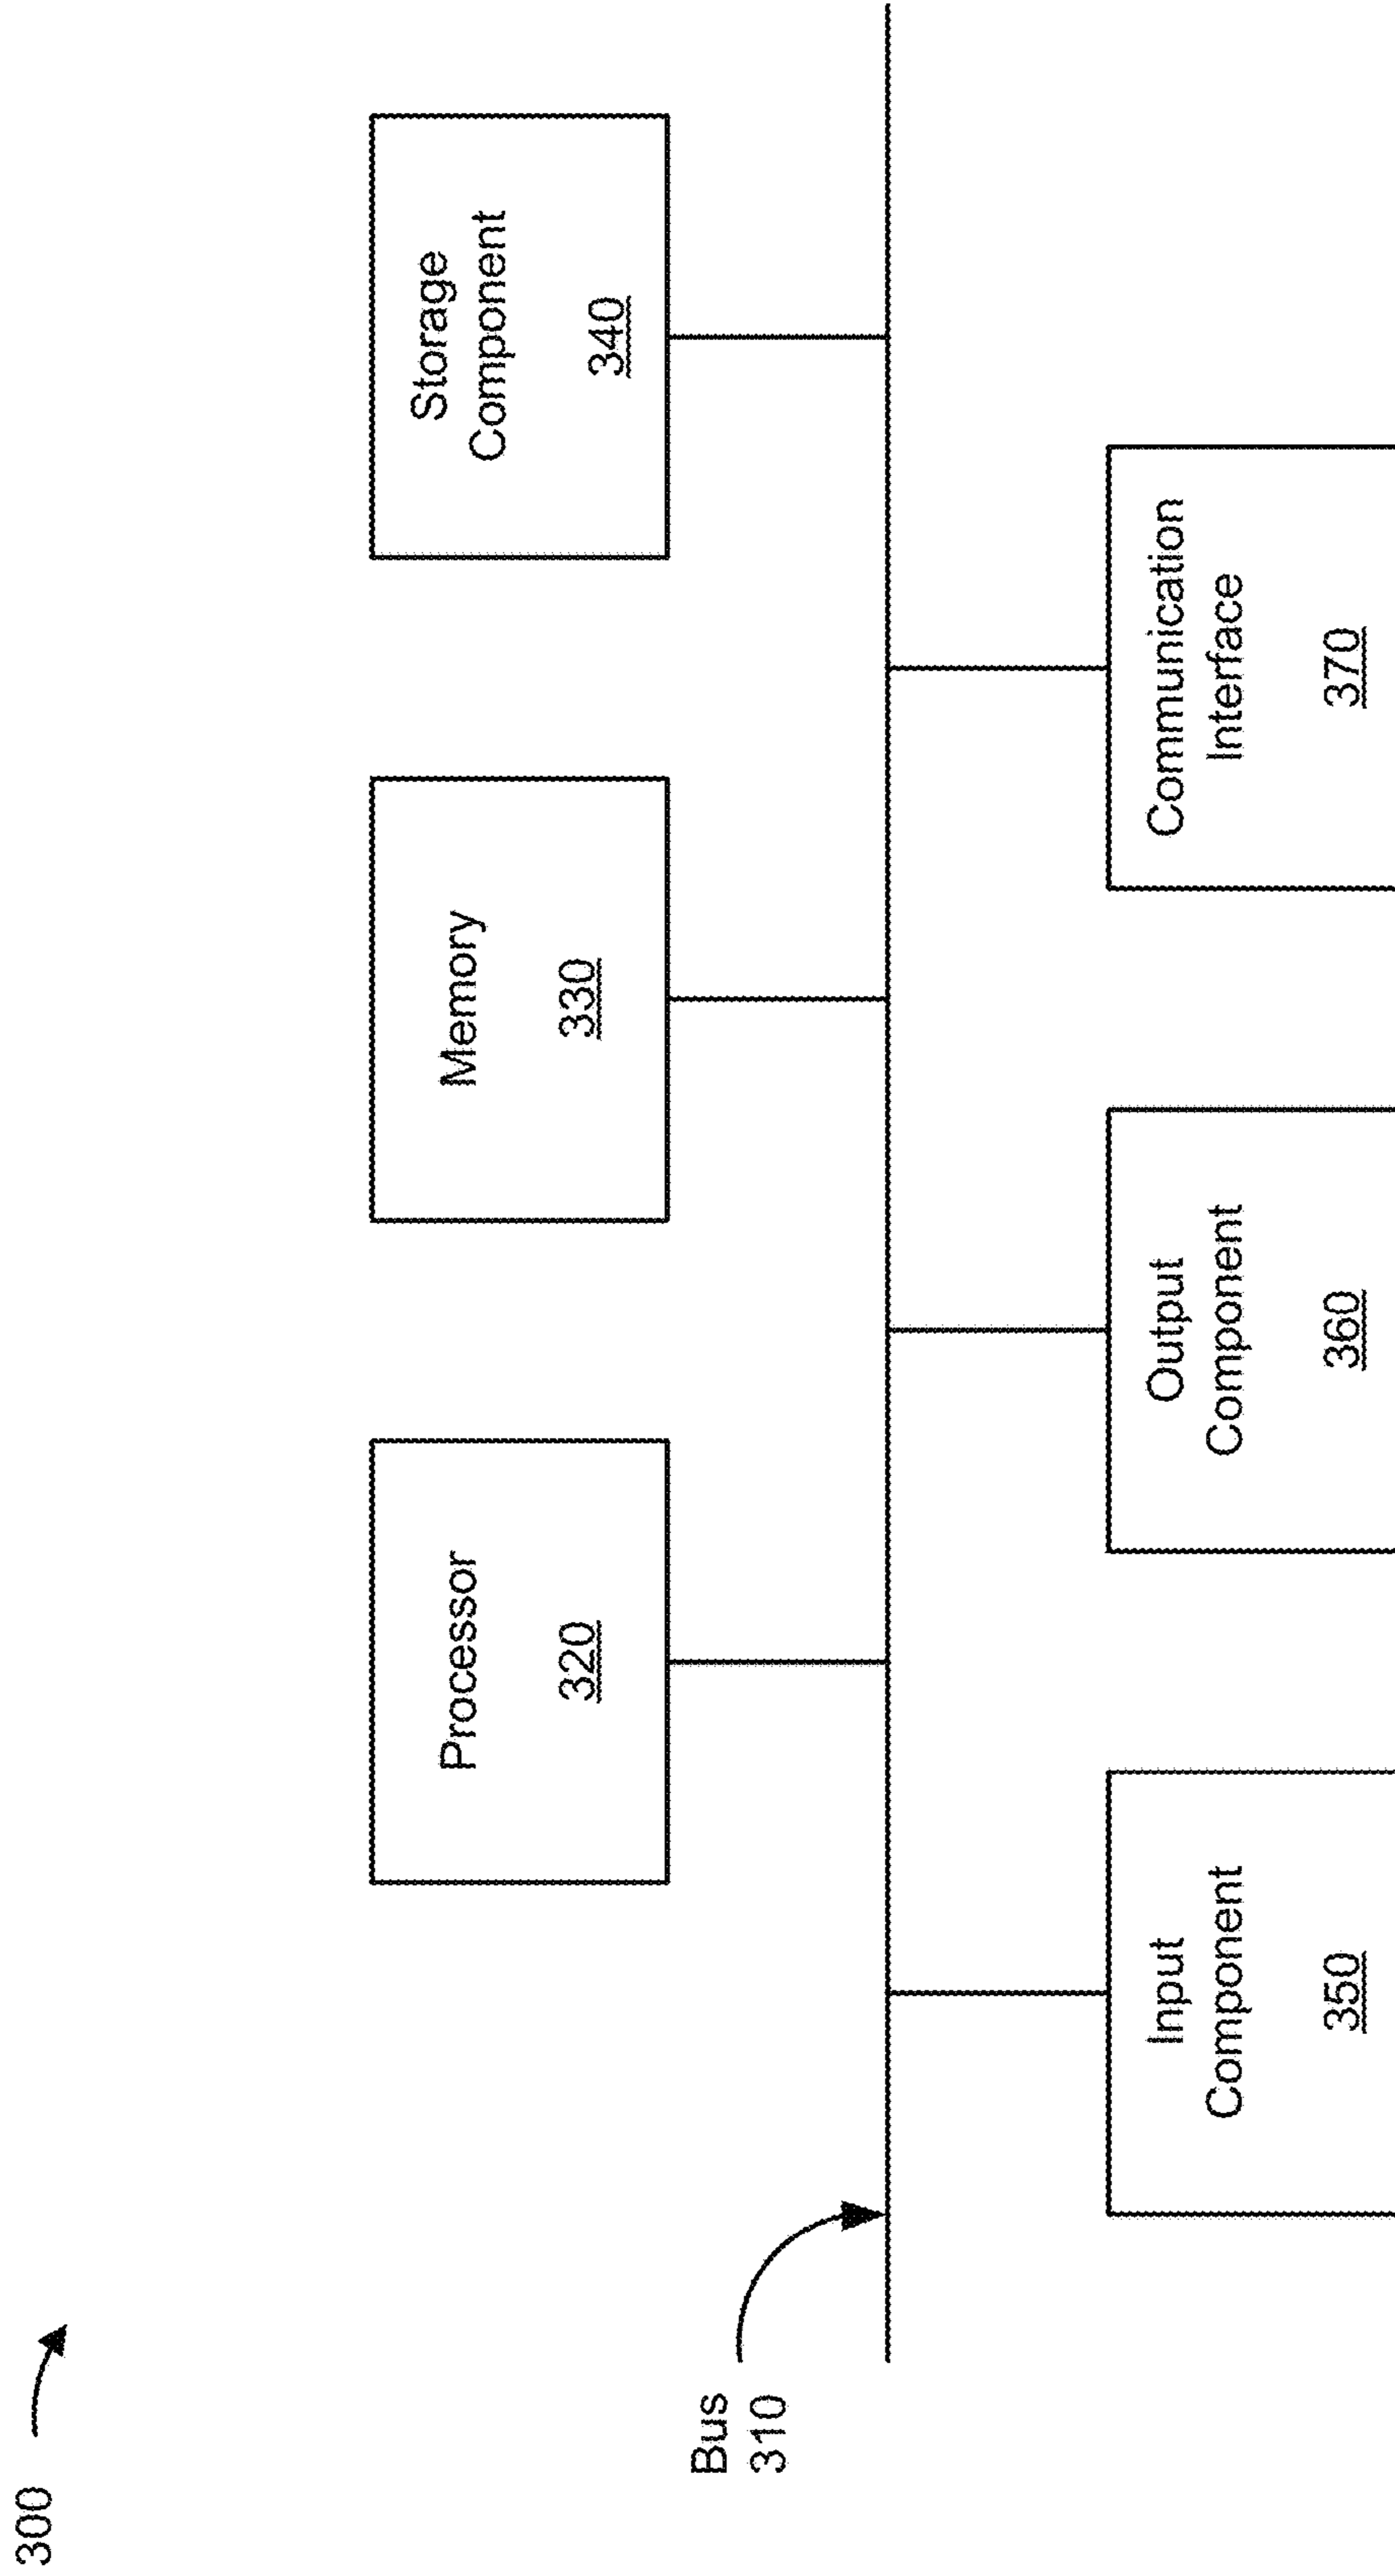 300
Bus
310
Processor
320
Memory
330
Storage
Component
340
Input
Component
350
Output
Component
360
Communication
Interface
370